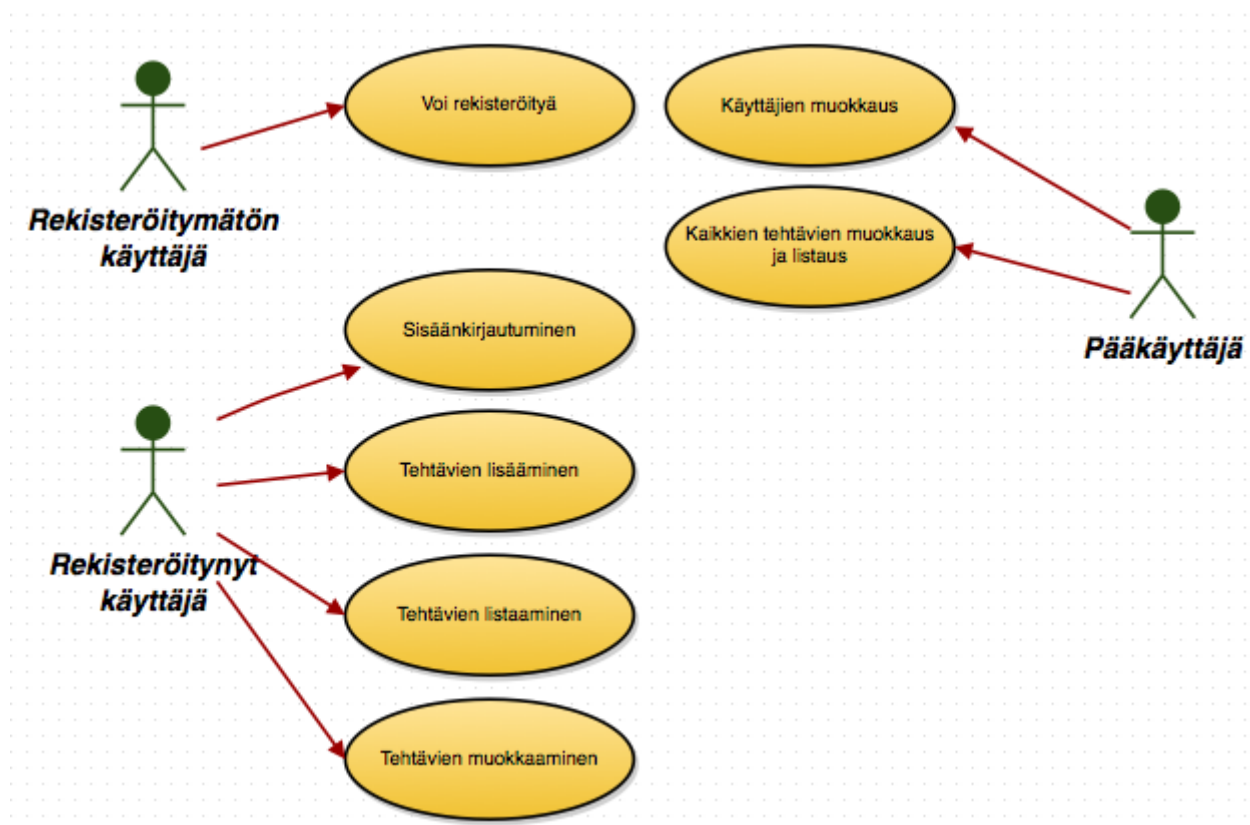 Voi rekisteröityä
Käyttäjien muokkaus
Rekisteröitymätön
käyttäjä
Kaikkien tehtävien muokkaus
ja listaus
Pääkäyttäjä
Sisäänkirjautuminen
Tehtävien lisääminen
Rekisteröitynyt
käyttäjä
Tehtävien listaaminen
Tehtävien muokkaaminen